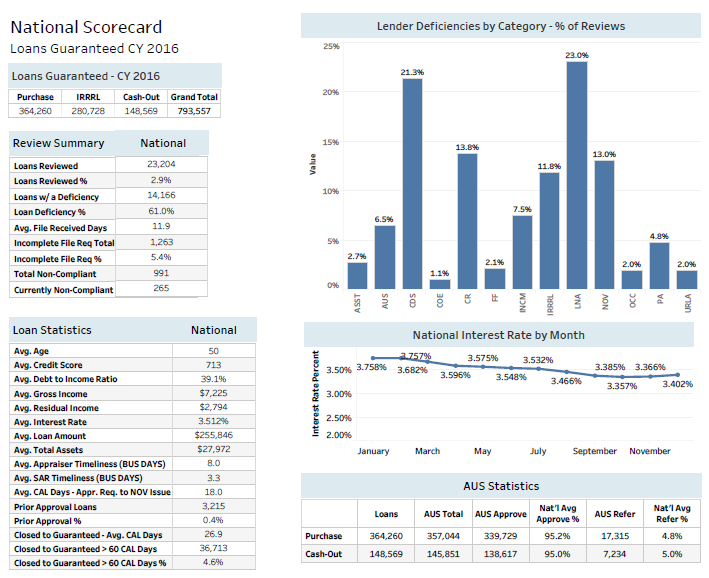 National Scorecard
Loans Guaranteed CY 2016
Loans Guaranteed - CY 2016
Purchase IRRRL Cash-Out Grand Total
364,260 280,728 148,569 793,557
Review Summary National
Loans Reviewed 23,204
Loans Reviewed % 2.9%
Loans w/ a Deficiency 14,166
Loan Deficiency % 61.0%
Avg. File Received Days 11.9
Incomplete File Req Total 1,263
Incomplete File Req % 5.4%
Total Non-Compliant 991
Currently Non-Compliant 265
Loan Statistics National
Avg. Age 50
Avg. Credit Score 713
Avg. Debt to Income Ratio 39.1%
Avg. Gross Income $7,225
Avg. Residual Income $2,794
Avg. Interest Rate 3.512%
Avg. Loan Amount $255,846
Avg. Total Assets $27,972
Avg. Appraiser Timeliness (BUS DAYS) 8.0
Avg. SAR Timeliness (BUS DAYS) 3.3
Avg. CAL Days - Appr. Req. to NOV Issue 18.0
Prior Approval Loans 3,215
Prior Approval % 0.4%
Closed to Guaranteed - Avg. CAL Days 26.9
Closed to Guaranteed > 60 CAL Days 36,713
Closed to Guaranteed > 60 CAL Days % 4.6%
Lender Deficiencies by Category - % of Reviews
Value
25%
20%
15%
10%
5%
0%
2.7% 6.5% 21.3% 1.1% 13.8% 2.1% 7.5% 11.8% 23.0% 13.0% 2.0% 4.8% 2.0%
ASST AUS CDS COE CR FF INCM IRRRL LNA NOV OCC PA URLA
National Interest Rate by Month
Interest Rate Percent
3.50%
3.00%
2.50%
2.00%
3.758% 3.757% 3.682% 3.596% 3.575% 3.548% 3.532% 3.466% 3.385% 3.357% 3.366% 3.402%
January March May July September November
AUS Statistics
Loans AUS Total AUS Approve Nat'l Avg Approve % AUS Refer Nat'l Avg Refer %
Purchase 364,260 357,044 339,729 95.2% 17,315 4.8%
Cash-Out 148,569 145,851 138,617 95.0% 7,234 5.0%